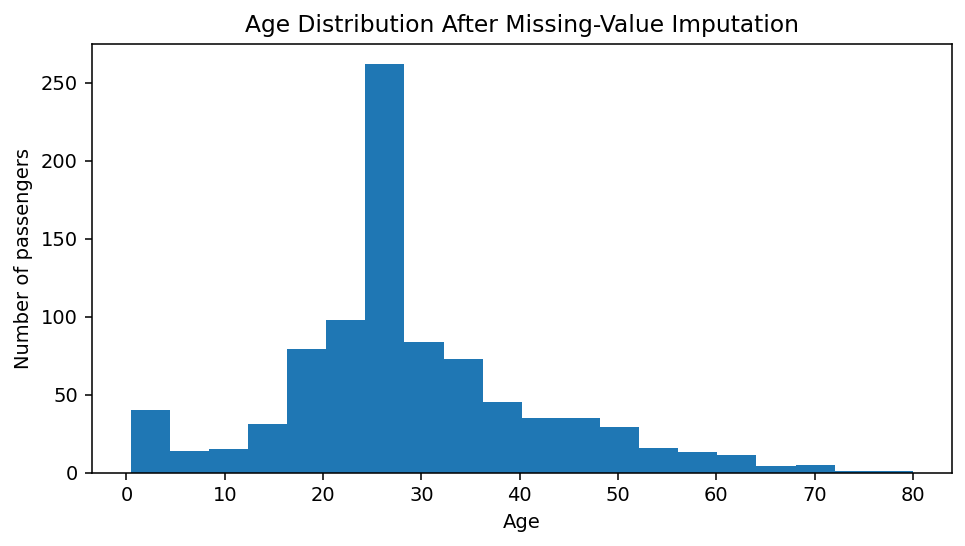 Age Distribution After Missing-Value Imputation
Number of passengers
250
200
150
100
50
0
0 10 20 30 40 50 60 70 80
Age